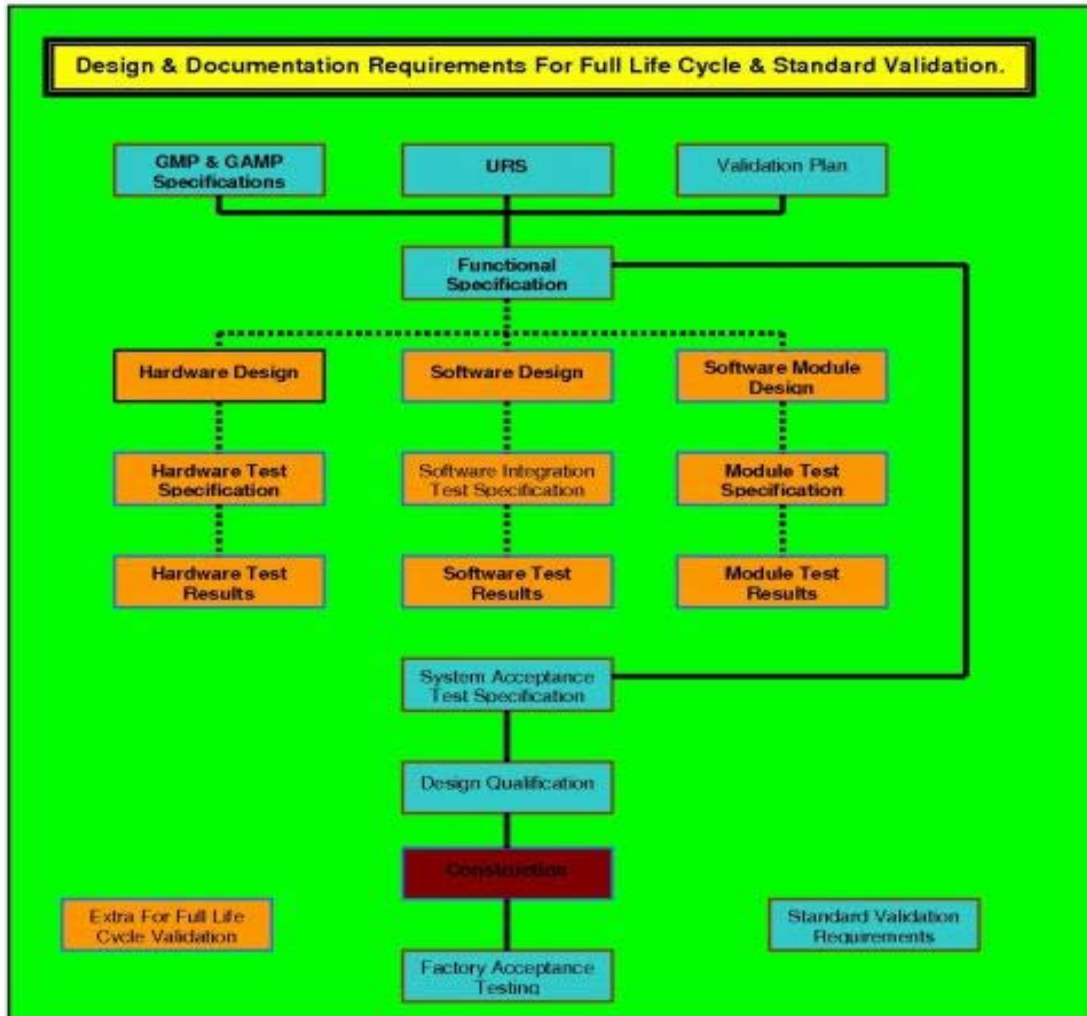 Design & Documentation Requirements For Full Life Cycle & Standard Validation.
GMP & GAMP
Specifications
URS
Validation Plan
Functional
Specification
Hardware Design
Software Design
Software Module
Design
Hardware Test
Specification
Software Integration
Test Specification
Module Test
Specification
Hardware Test
Results
Software Test
Results
Module Test
Results
System Acceptance
Test Specification
Design Qualification
Construction
Extra For Full Life
Cycle Validation
Standard Validation
Requirements
Factory Acceptance
Testing